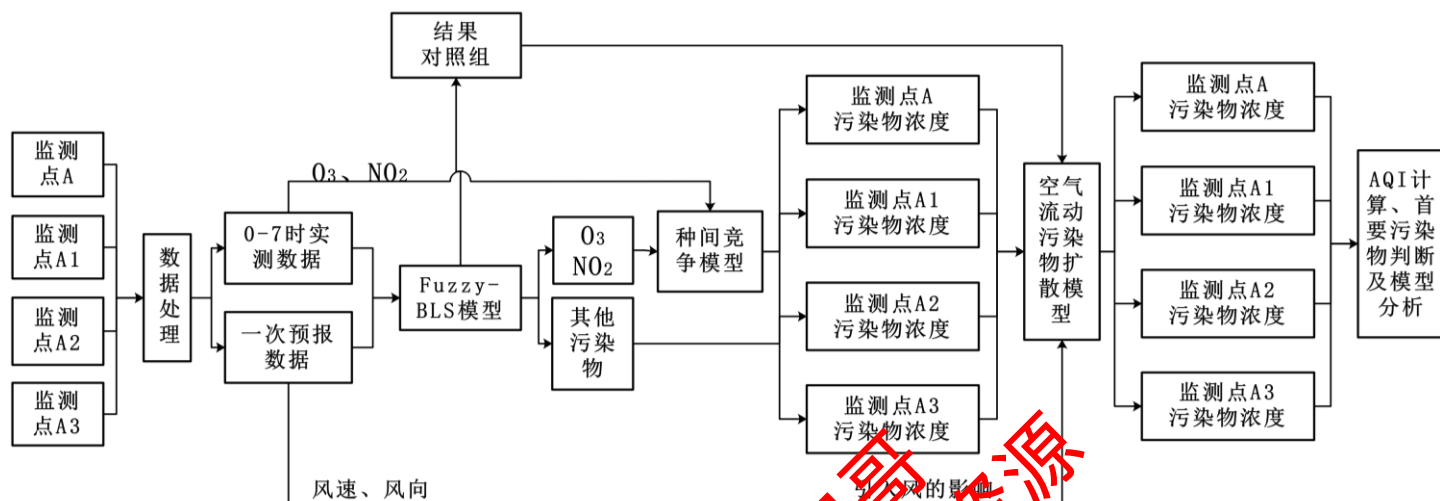 结果
对照组
监测
点A
监测
点A1
监测
点A2
监测
点A3
数据处理
O3、NO2
0-7时实
测数据
一次预报
数据
Fuzzy-
BLS模型
O3
NO2
其他
污染
物
种间竞
争模型
监测点A
污染物浓度
监测点A1
污染物浓度
监测点A2
污染物浓度
监测点A3
污染物浓度
空气
流动
污染
物扩
散模
型
监测点A
污染物浓度
监测点A1
污染物浓度
监测点A2
污染物浓度
监测点A3
污染物浓度
AQI计
算、首
要污染
物判断
及模型
分析
风速、风向
风的影响
哥
资源